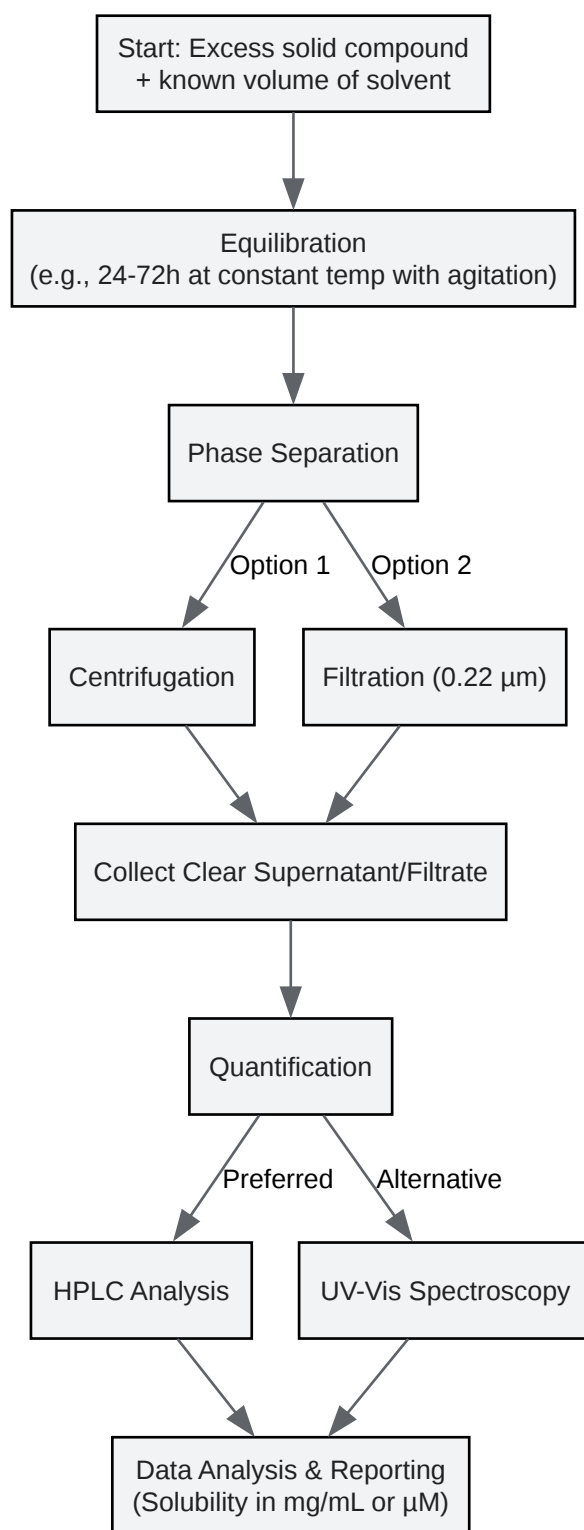 Start: Excess solid compound
+ known volume of solvent
Equilibration
(e.g., 24-72h at constant temp with agitation)
Phase Separation
Option 1
Option 2
Centrifugation
Filtration (0.22 µm)
Collect Clear Supernatant/Filtrate
Quantification
Preferred
Alternative
HPLC Analysis
UV-Vis Spectroscopy
Data Analysis & Reporting
(Solubility in mg/mL or µM)